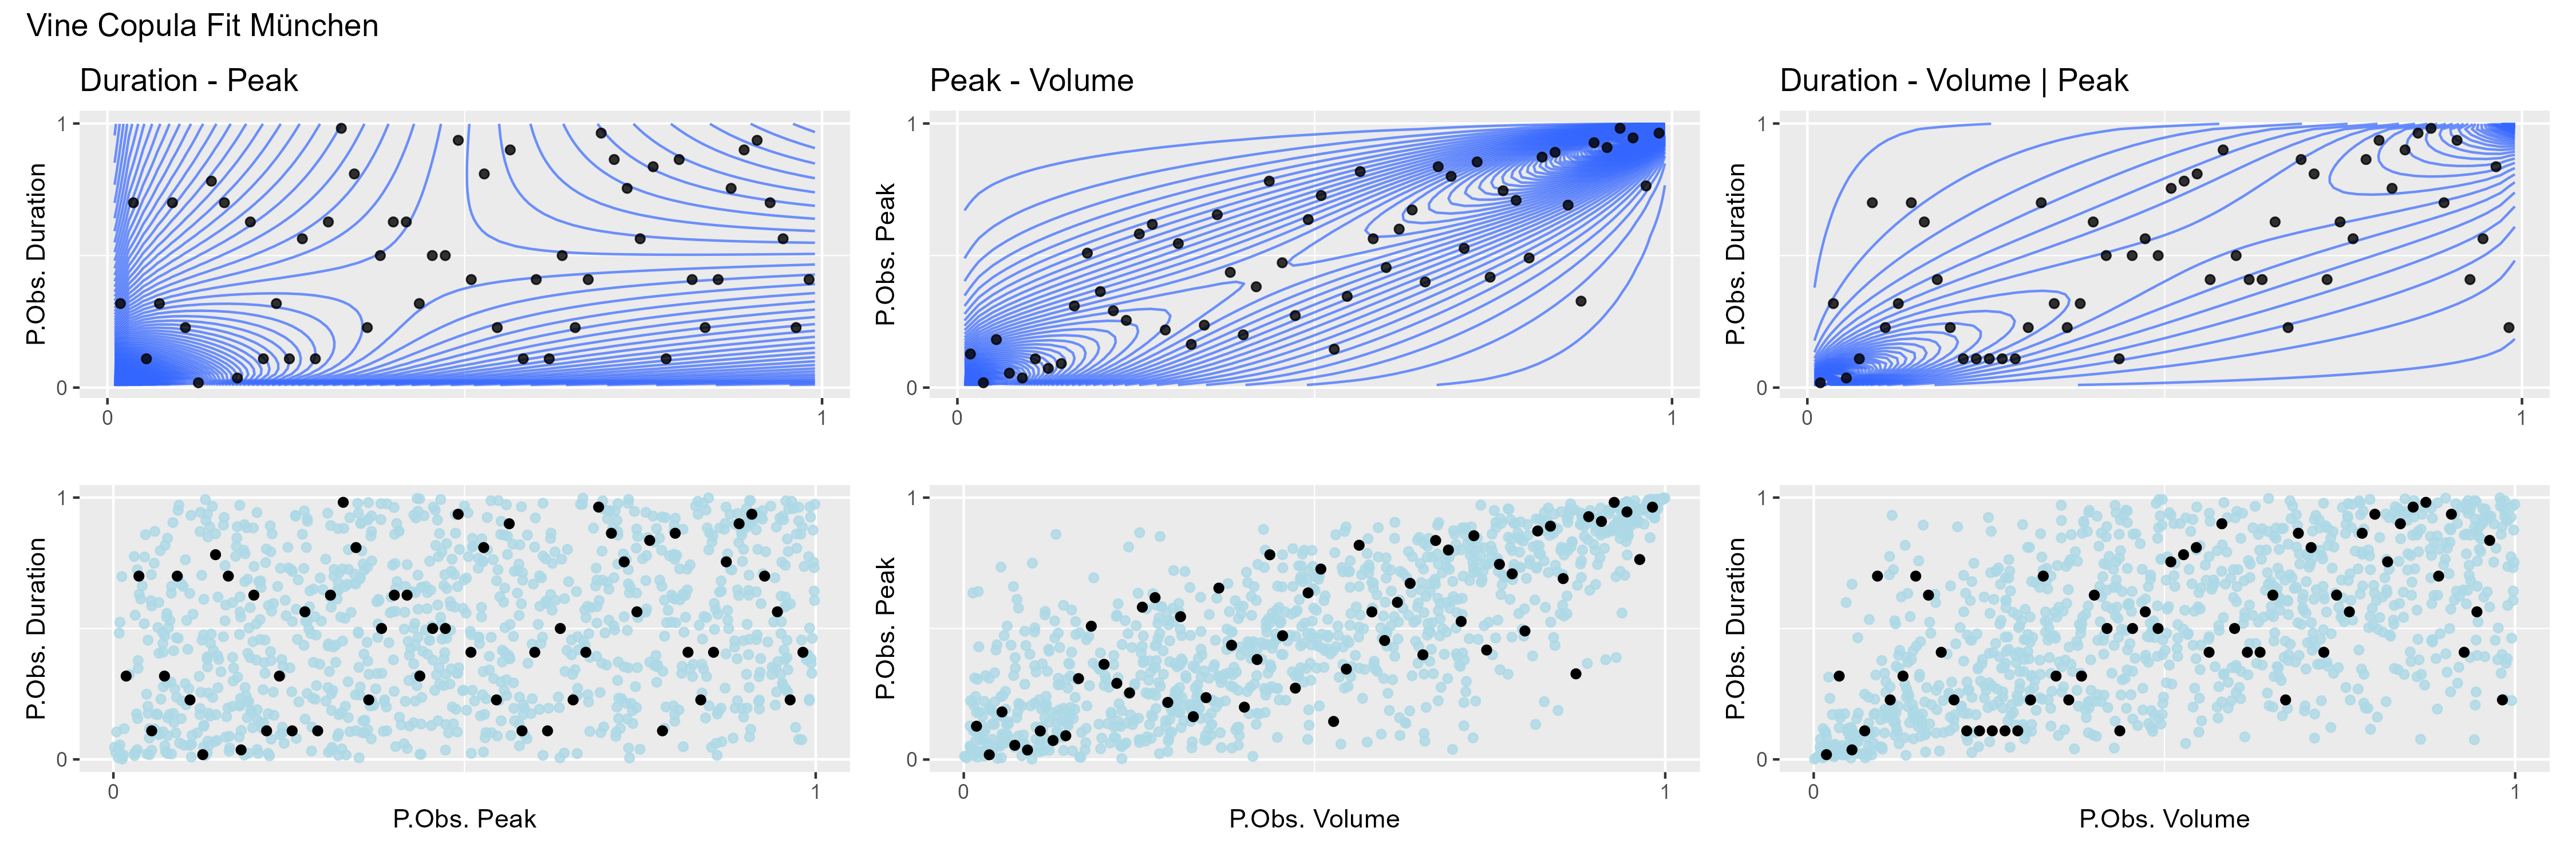 Vine Copula Fit München
Duration - Peak
Peak - Volume
Duration - Volume | Peak
P.Obs. Duration
1
0
0
1
P.Obs. Peak
1
0
0
1
P.Obs. Duration
1
0
0
1
P.Obs. Duration
1
0
0
1
P.Obs. Peak
P.Obs. Peak
1
0
0
1
P.Obs. Volume
P.Obs. Duration
1
0
0
1
P.Obs. Volume